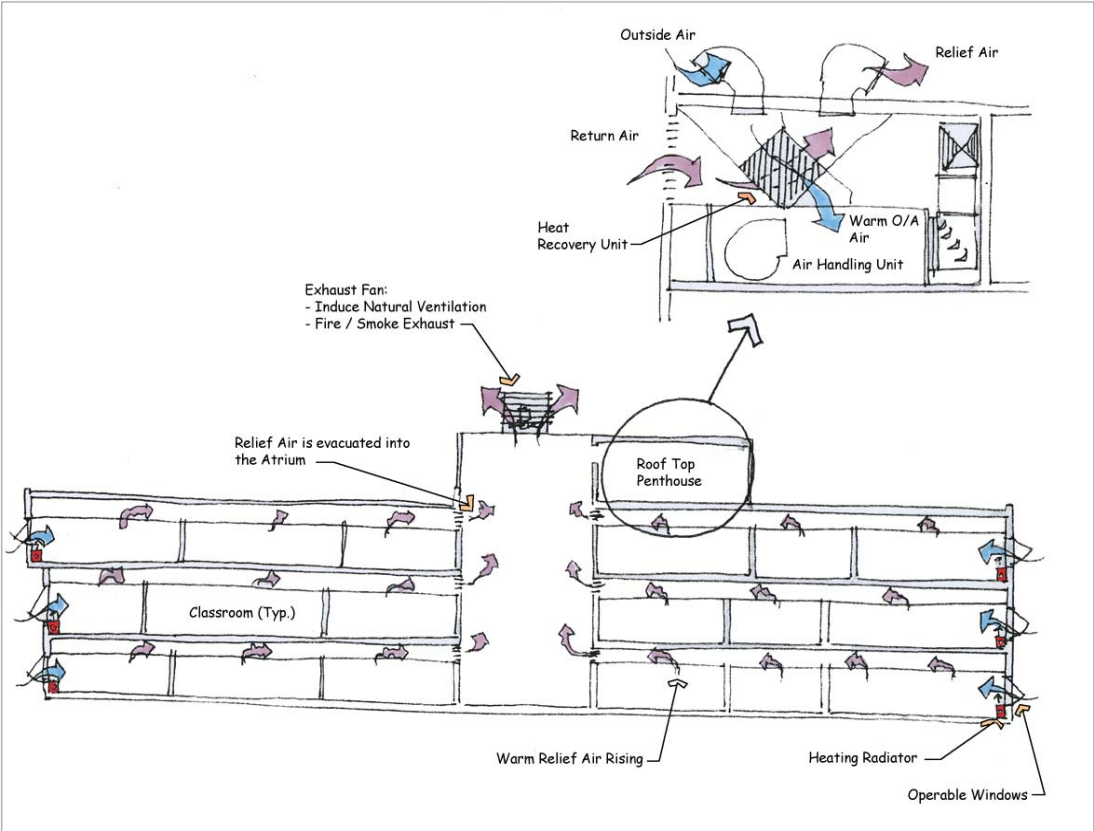 Outside Air
Relief Air
Return Air
Heat
Recovery Unit
Warm O/A
Air
Air Handling Unit
Exhaust Fan:
- Induce Natural Ventilation
- Fire / Smoke Exhaust
Relief Air is evacuated into
the Atrium
Roof Top
Penthouse
Classroom (Typ.)
Warm Relief Air Rising
Heating Radiator
Operable Windows